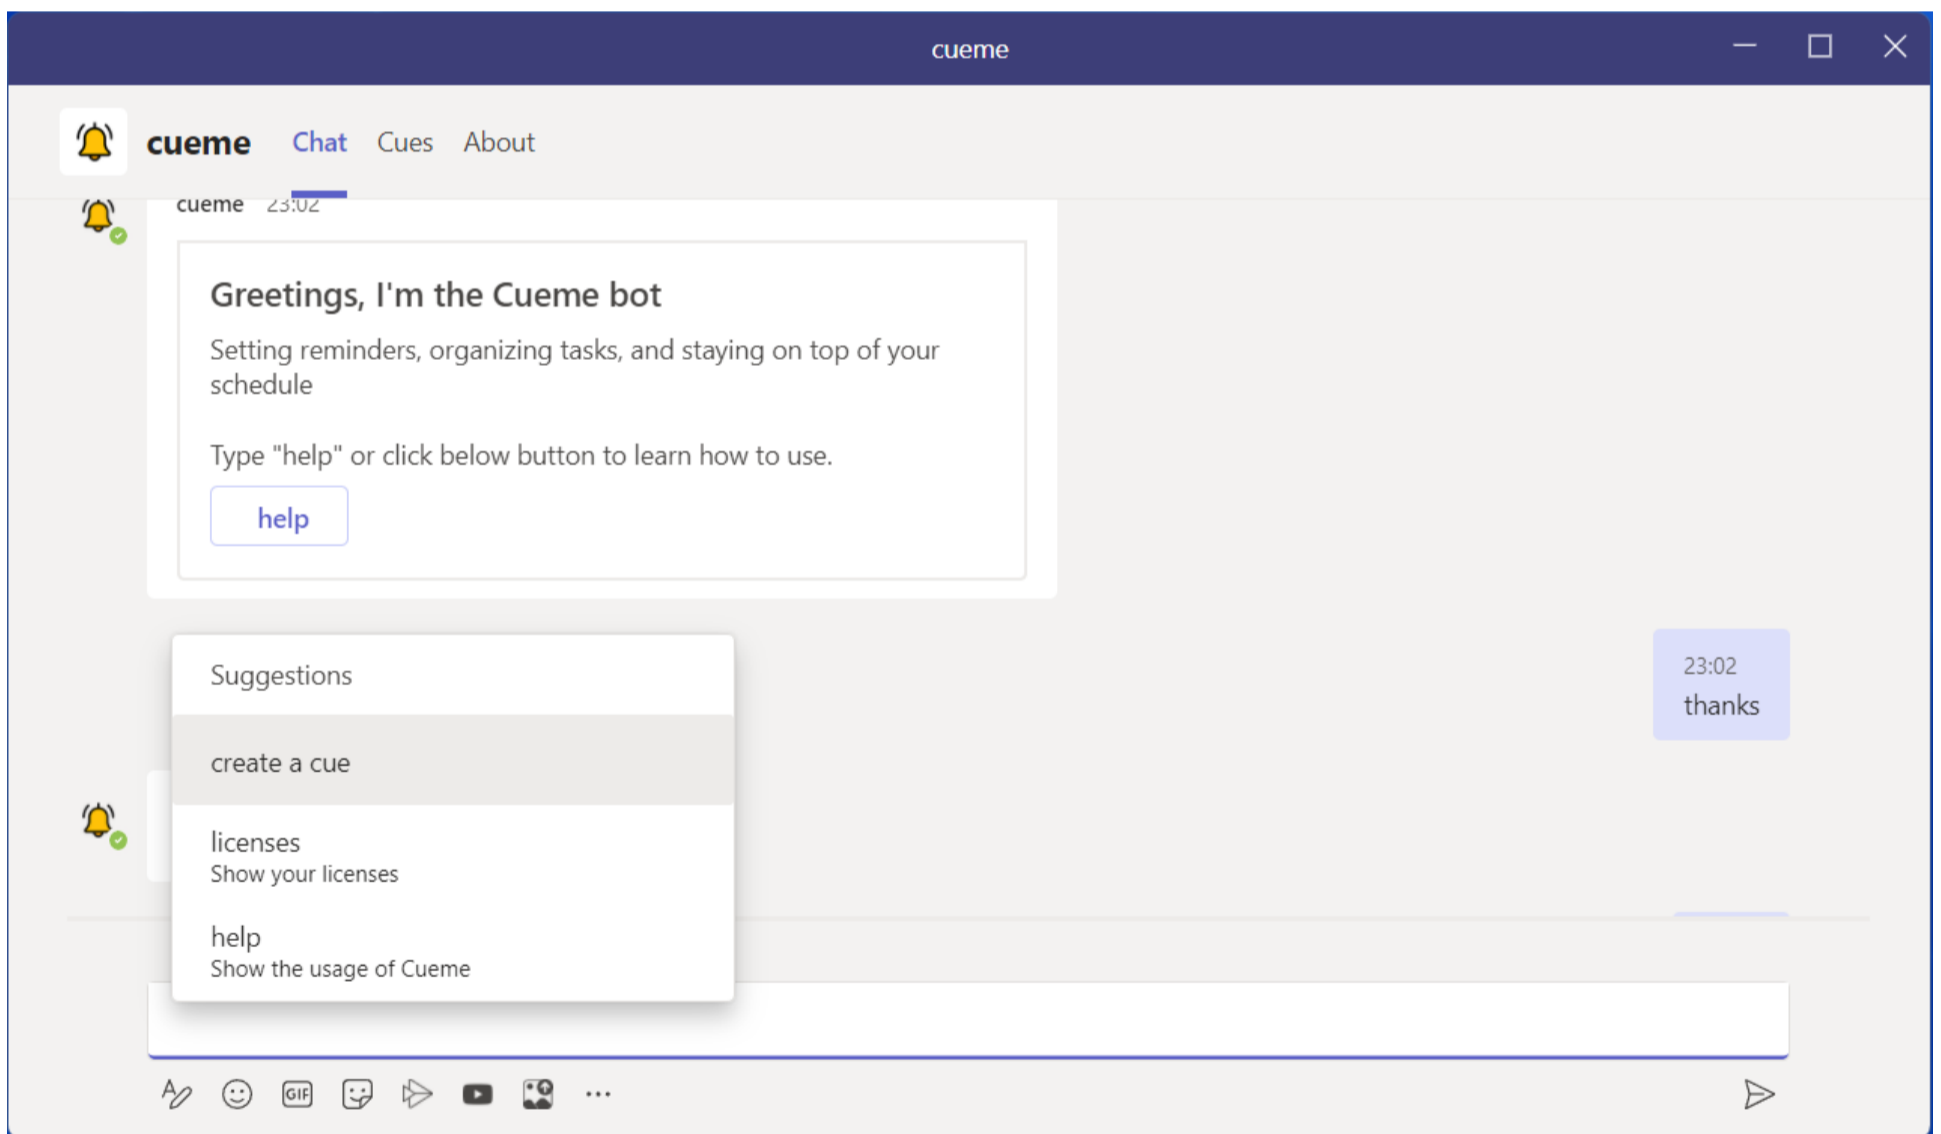 cueme
cueme Chat Cues About
cueme 23:02
Greetings, I'm the Cueme bot
Setting reminders, organizing tasks, and staying on top of your
schedule
Type "help" or click below button to learn how to use.
help
23:02
thanks
Suggestions
create a cue
licenses
Show your licenses
help
Show the usage of Cueme
GIF